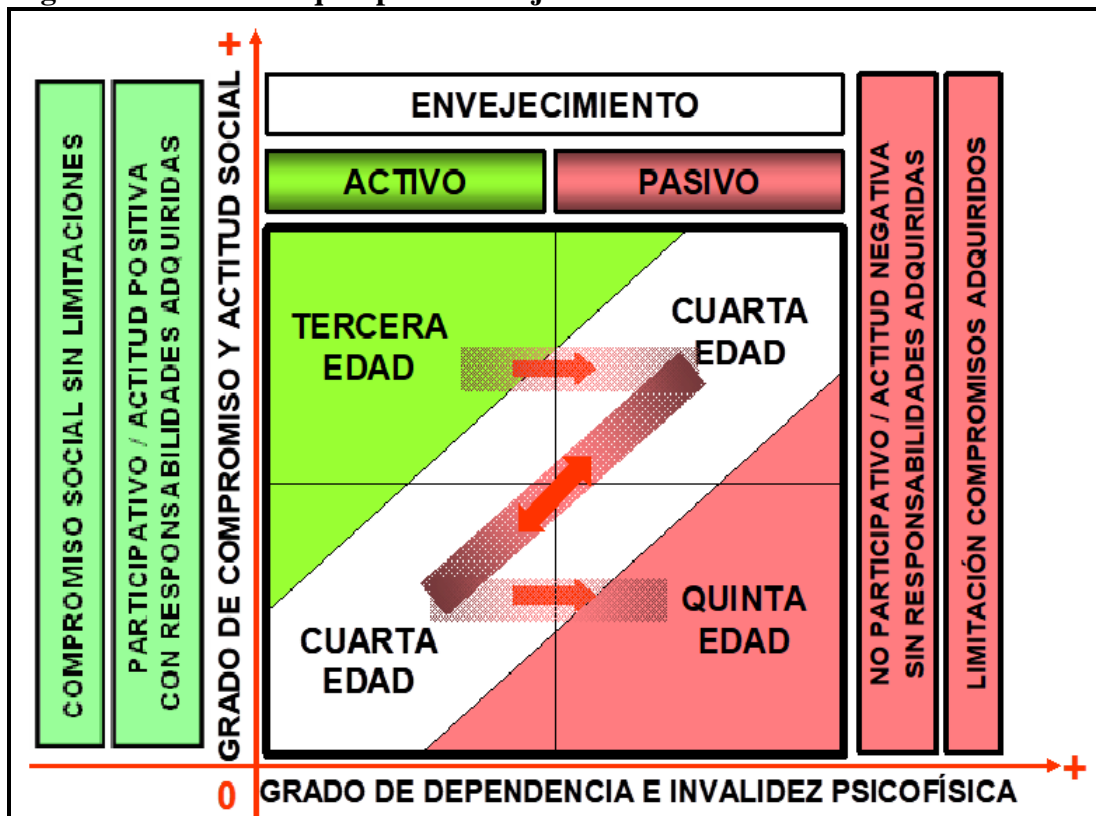 +
ENVEJECIMIENTO
ACTIVO
PASIVO
COMPROMISO SOCIAL SIN LIMITACIONES
PARTICIPATIVO / ACTITUD POSITIVA
CON RESPONSABILIDADES ADQUIRIDAS
GRADO DE COMPROMISO Y ACTITUD SOCIAL
TERCERA
EDAD
CUARTA
EDAD
CUARTA
EDAD
QUINTA
EDAD
NO PARTICIPATIVO / ACTITUD NEGATIVA
SIN RESPONSABILIDADES ADQUIRIDAS
LIMITACIÓN COMPROMISOS ADQUIRIDOS
+
0
GRADO DE DEPENDENCIA E INVALIDEZ PSICOFÍSICA